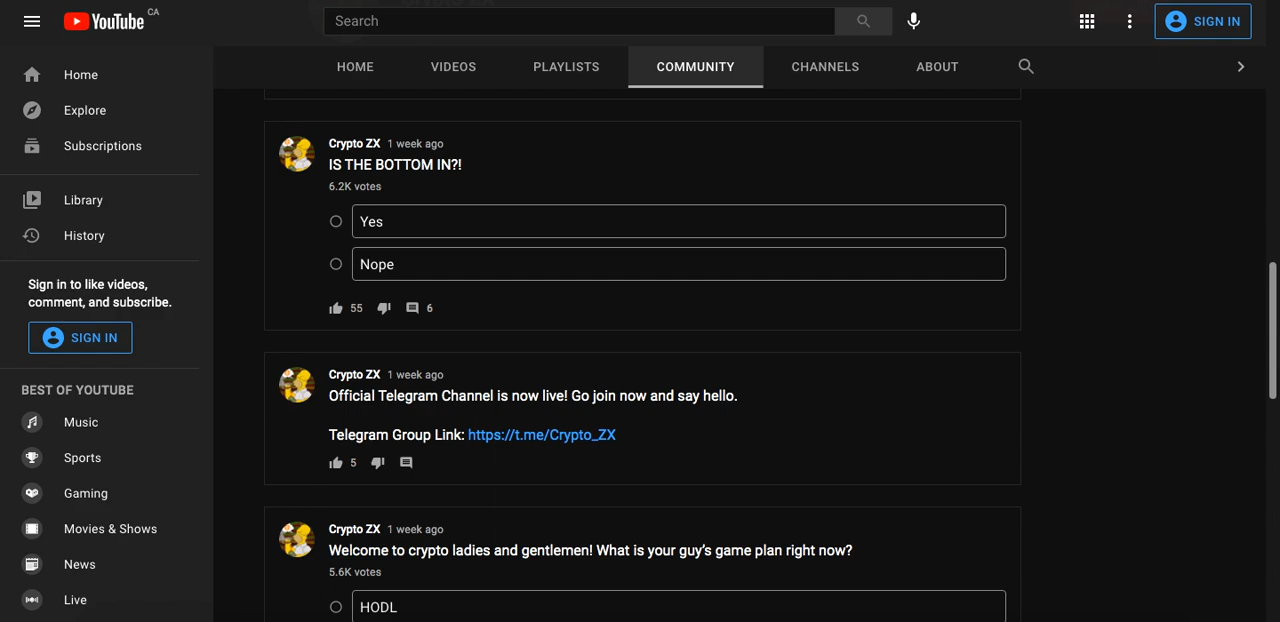 YouTube CA
Search
SIGN IN
HOME VIDEOS PLAYLISTS COMMUNITY CHANNELS ABOUT
Home
Explore
Subscriptions
Library
History
Sign in to like videos,
comment, and subscribe.
SIGN IN
BEST OF YOUTUBE
Music
Sports
Gaming
Movies & Shows
News
Live
Crypto ZX 1 week ago
IS THE BOTTOM IN?!
6.2K votes
Yes
Nope
55 6
Crypto ZX 1 week ago
Official Telegram Channel is now live! Go join now and say hello.
Telegram Group Link: https://t.me/Crypto_ZX
5
Crypto ZX 1 week ago
Welcome to crypto ladies and gentlemen! What is your guy's game plan right now?
5.6K votes
HODL